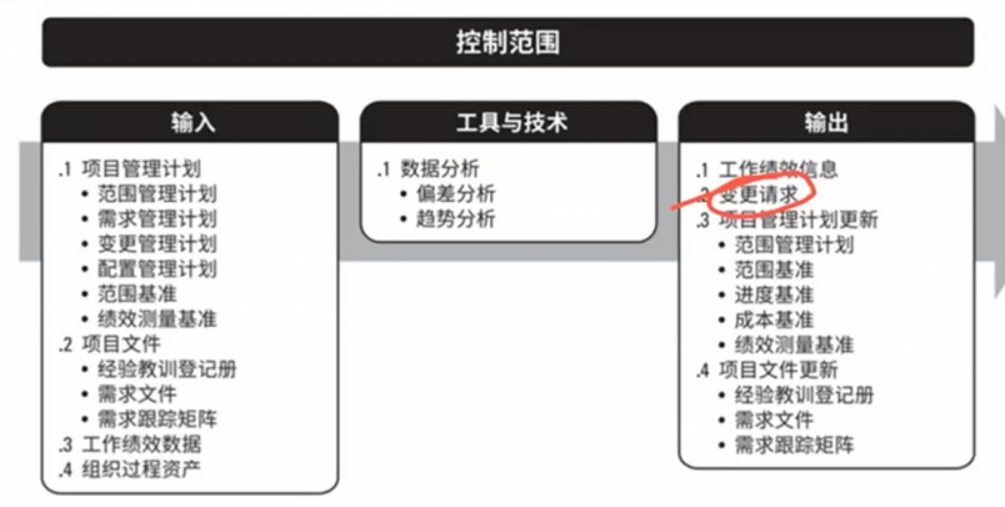 控制范围
输入
.1 项目管理计划
• 范围管理计划
• 需求管理计划
• 变更管理计划
• 配置管理计划
• 范围基准
• 绩效测量基准
.2 项目文件
• 经验教训登记册
• 需求文件
• 需求跟踪矩阵
.3 工作绩效数据
.4 组织过程资产
工具与技术
.1 数据分析
• 偏差分析
• 趋势分析
输出
.1 工作绩效信息
.2 变更请求
.3 项目管理计划更新
• 范围管理计划
• 范围基准
• 进度基准
• 成本基准
• 绩效测量基准
.4 项目文件更新
• 经验教训登记册
• 需求文件
• 需求跟踪矩阵